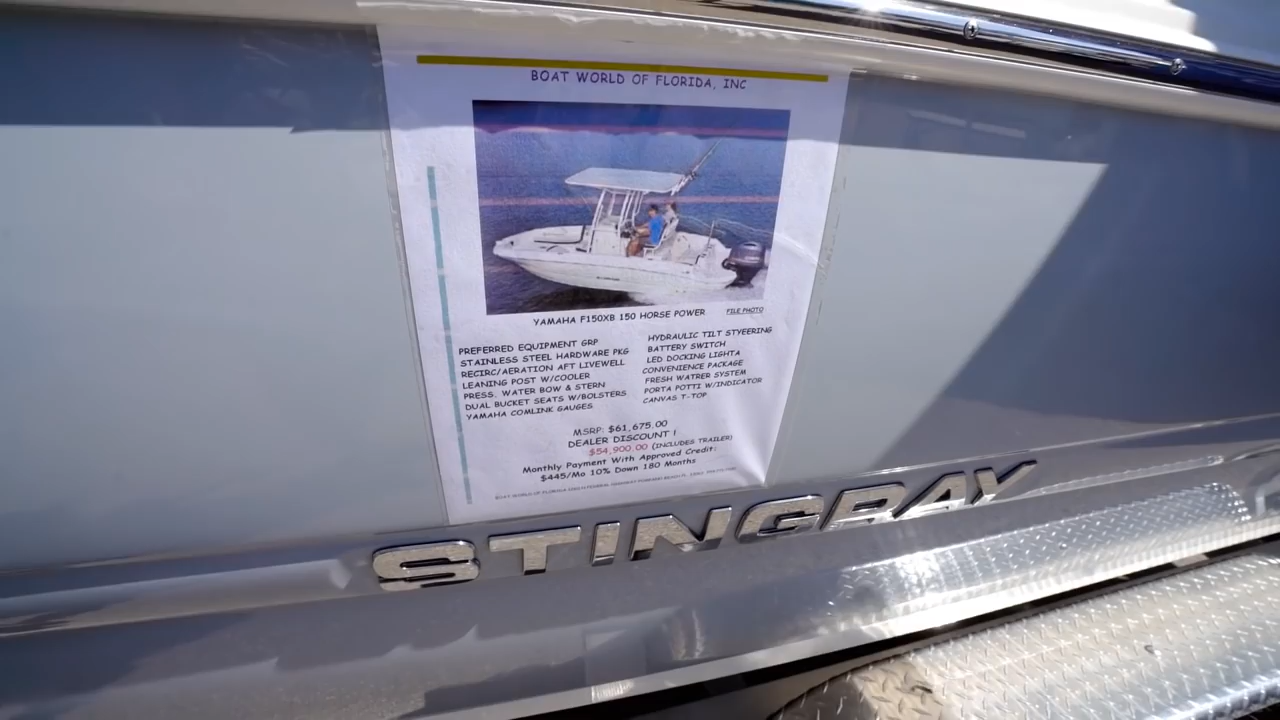 BOAT WORLD OF FLORIDA, INC
YAMAHA F150XB 150 HORSE POWER
FILE PHOTO
PREFERRED EQUIPMENT GRP
STAINLESS STEEL HARDWARE PKG
RECIRC/AERATION AFT LIVEWELL
LEANING POST W/COOLER
PRESS. WATER BOW & STERN
DUAL BUCKET SEATS W/BOLSTERS
YAMAHA COMLINK GAUGES
HYDRAULIC TILT STYEERING
BATTERY SWITCH
LED DOCKING LIGHTA
CONVENIENCE PACKAGE
FRESH WATRER SYSTEM
PORTA POTTI W/INDICATOR
CANVAS T-TOP
MSRP: $61,675.00
DEALER DISCOUNT !
$54,900.00 (INCLUDES TRAILER)
Monthly Payment With Approved Credit:
$445/Mo 10% Down 180 Months
BOAT WORLD OF FLORIDA
STINGRAY